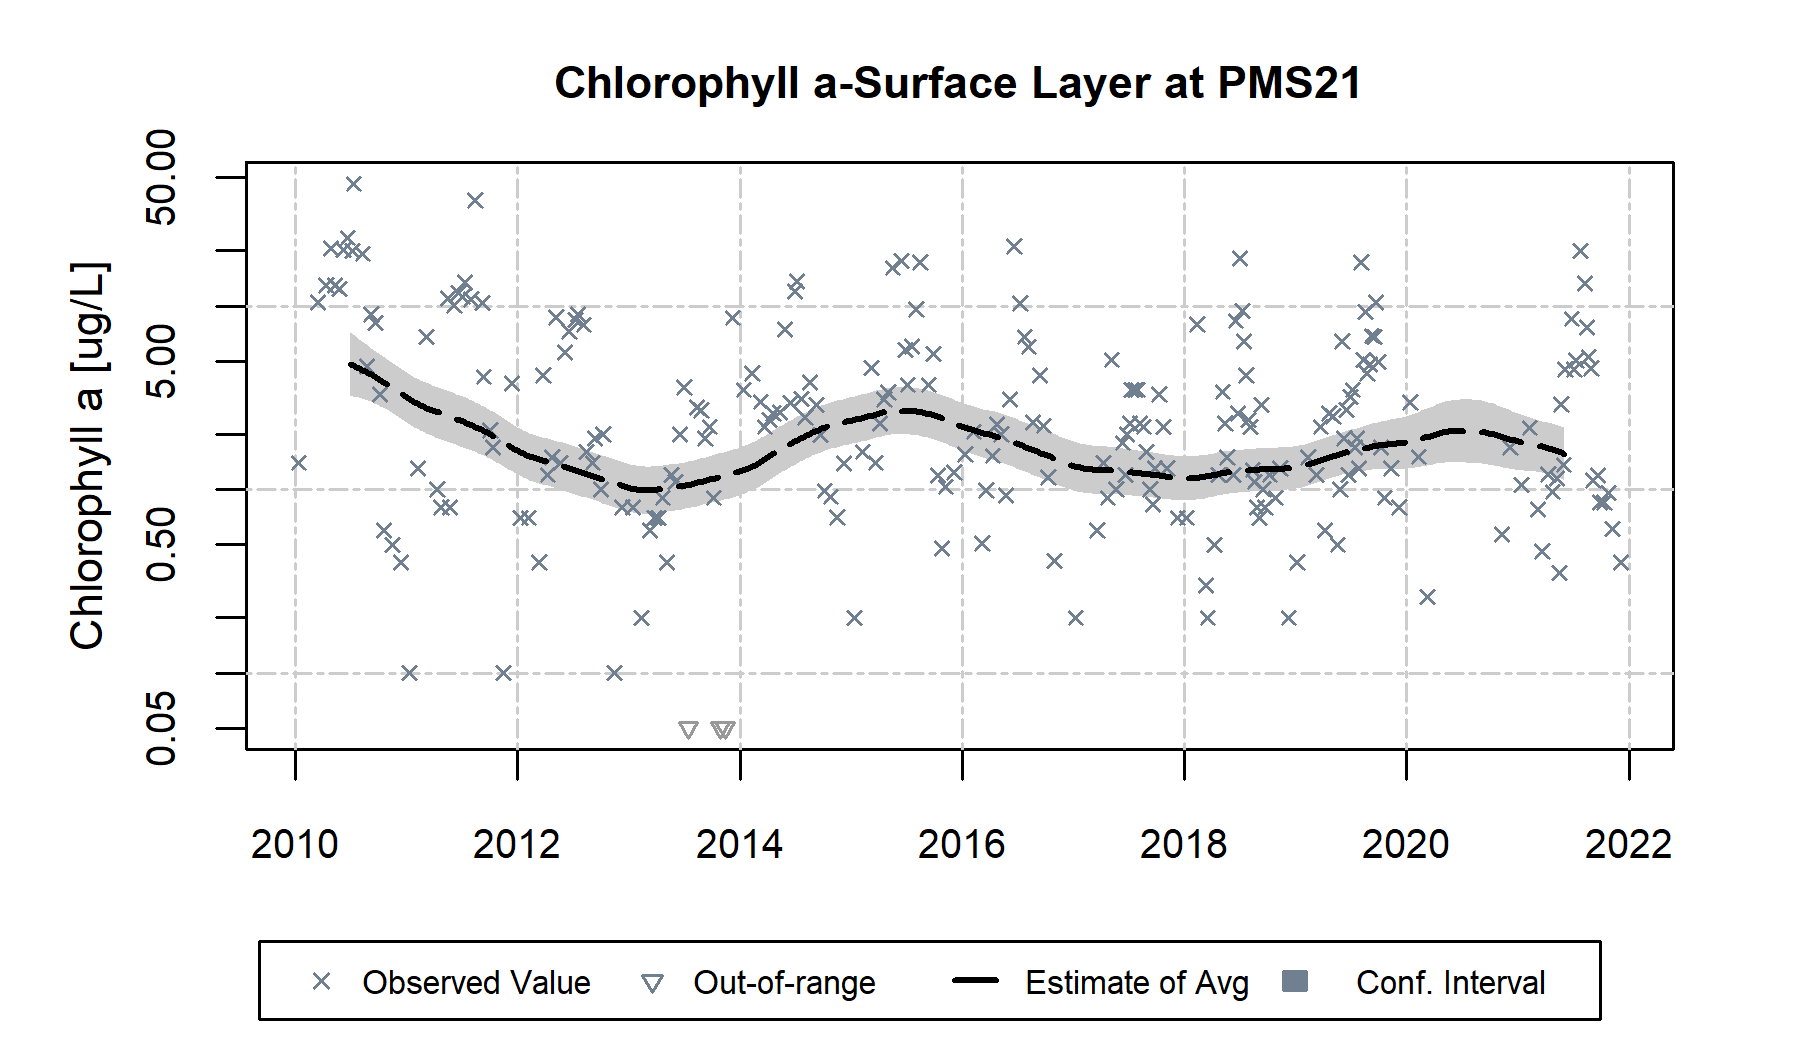 Chlorophyll a-Surface Layer at PMS21
Chlorophyll a [ug/L]
50.00
5.00
0.50
0.05
2010 2012 2014 2016 2018 2020 2022
Observed Value Out-of-range Estimate of Avg Conf. Interval